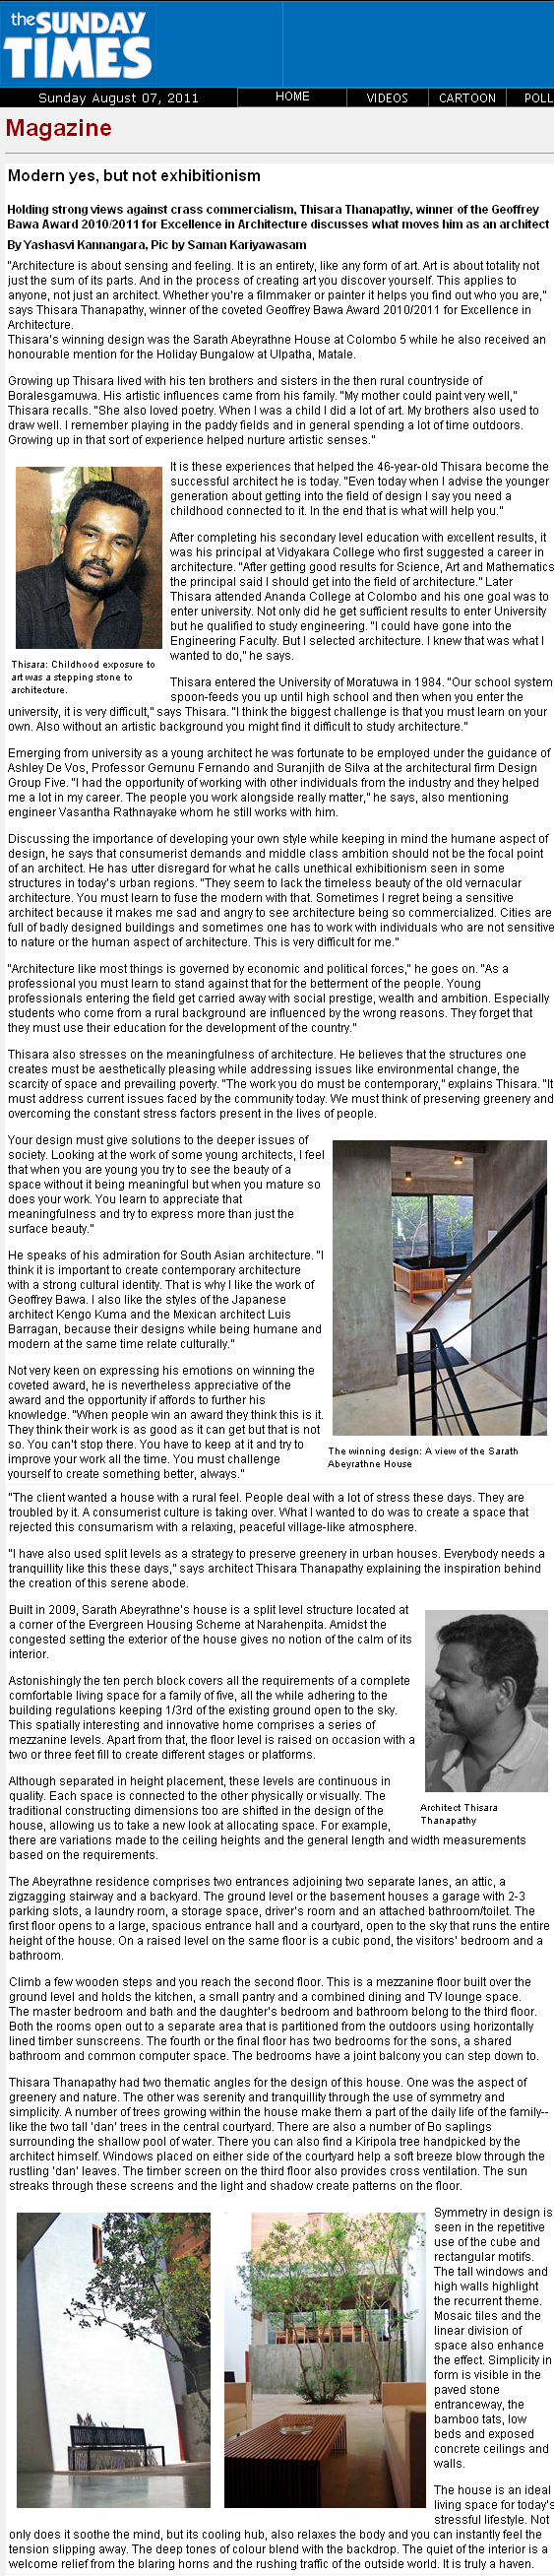 the SUNDAY
TIMES
Sunday August 07, 2011
HOME
VIDEOS
CARTOON
POLL
Magazine
Modern yes, but not exhibitionism
Holding strong views against crass commercialism, Thisara Thanapathy, winner of the Geoffrey
Bawa Award 2010/2011 for Excellence in Architecture discusses what moves him as an architect
By Yashasvi Kannangara, Pic by Saman Kariyawasam
"Architecture is about sensing and feeling. It is an entirety, like any form of art. Art is about totality not
just the sum of its parts. And in the process of creating art you discover yourself. This applies to
anyone, not just an architect. Whether you're a filmmaker or painter it helps you find out who you are,"
says Thisara Thanapathy, winner of the coveted Geoffrey Bawa Award 2010/2011 for Excellence in
Architecture.
Thisara's winning design was the Sarath Abeyrathne House at Colombo 5 while he also received an
honourable mention for the Holiday Bungalow at Ulpatha, Matale.
Growing up Thisara lived with his ten brothers and sisters in the then rural countryside of
Boralesgamuwa. His artistic influences came from his family. "My mother could paint very well,"
Thisara recalls. "She also loved poetry. When I was a child I did a lot of art. My brothers also used to
draw well. I remember playing in the paddy fields and in general spending a lot of time outdoors.
Growing up in that sort of experience helped nurture artistic senses."
It is these experiences that helped the 46-year-old Thisara become the
successful architect he is today. "Even today when I advise the younger
generation about getting into the field of design I say you need a
childhood connected to it. In the end that is what will help you."
After completing his secondary level education with excellent results, it
was his principal at Vidyakara College who first suggested a career in
architecture. "After getting good results for Science, Art and Mathematics
the principal said I should get into the field of architecture." Later
Thisara attended Ananda College at Colombo and his one goal was to
enter university. Not only did he get sufficient results to enter University
but he qualified to study engineering. "I could have gone into the
Engineering Faculty. But I selected architecture. I knew that was what I
wanted to do," he says.
Thisara: Childhood exposure to
art was a stepping stone to
architecture.
Thisara entered the University of Moratuwa in 1984. "Our school system
spoon-feeds you up until high school and then when you enter the
university, it is very difficult," says Thisara. "I think the biggest challenge is that you must learn on your
own. Also without an artistic background you might find it difficult to study architecture."
Emerging from university as a young architect he was fortunate to be employed under the guidance of
Ashley De Vos, Professor Gemunu Fernando and Suranjith de Silva at the architectural firm Design
Group Five. "I had the opportunity of working with other individuals from the industry and they helped
me a lot in my career. The people you work alongside really matter," he says, also mentioning
engineer Vasantha Rathnayake whom he still works with him.
Discussing the importance of developing your own style while keeping in mind the humane aspect of
design, he says that consumerist demands and middle class ambition should not be the focal point
of an architect. He has utter disregard for what he calls unethical exhibitionism seen in some
structures in today's urban regions. "They seem to lack the timeless beauty of the old vernacular
architecture. You must learn to fuse the modern with that. Sometimes I regret being a sensitive
architect because it makes me sad and angry to see architecture being so commercialized. Cities are
full of badly designed buildings and sometimes one has to work with individuals who are not sensitive
to nature or the human aspect of architecture. This is very difficult for me."
"Architecture like most things is governed by economic and political forces," he goes on. "As a
professional you must learn to stand against that for the betterment of the people. Young
professionals entering the field get carried away with social prestige, wealth and ambition. Especially
students who come from a rural background are influenced by the wrong reasons. They forget that
they must use their education for the development of the country."
Thisara also stresses on the meaningfulness of architecture. He believes that the structures one
creates must be aesthetically pleasing while addressing issues like environmental change, the
scarcity of space and prevailing poverty. "The work you do must be contemporary," explains Thisara. "It
must address current issues faced by the community today. We must think of preserving greenery and
overcoming the constant stress factors present in the lives of people.
Your design must give solutions to the deeper issues of
society. Looking at the work of some young architects, I feel
that when you are young you try to see the beauty of a
space without it being meaningful but when you mature so
does your work. You learn to appreciate that
meaningfulness and try to express more than just the
surface beauty."
He speaks of his admiration for South Asian architecture. "I
think it is important to create contemporary architecture
with a strong cultural identity. That is why I like the work of
Geoffrey Bawa. I also like the styles of the Japanese
architect Kengo Kuma and the Mexican architect Luis
Barragan, because their designs while being humane and
modern at the same time relate culturally."
Not very keen on expressing his emotions on winning the
coveted award, he is nevertheless appreciative of the
award and the opportunity if affords to further his
knowledge. "When people win an award they think this is it.
They think their work is as good as it can get but that is not
so. You can't stop there. You have to keep at it and try to
improve your work all the time. You must challenge
yourself to create something better, always."
The winning design: A view of the Sarath
Abeyrathne House
"The client wanted a house with a rural feel. People deal with a lot of stress these days. They are
troubled by it. A consumerist culture is taking over. What I wanted to do was to create a space that
rejected this consumarism with a relaxing, peaceful village-like atmosphere.
"I have also used split levels as a strategy to preserve greenery in urban houses. Everybody needs a
tranquillity like this these days," says architect Thisara Thanapathy explaining the inspiration behind
the creation of this serene abode.
Built in 2009, Sarath Abeyrathne's house is a split level structure located at
a corner of the Evergreen Housing Scheme at Narahenpita. Amidst the
congested setting the exterior of the house gives no notion of the calm of its
interior.
Astonishingly the ten perch block covers all the requirements of a complete
comfortable living space for a family of five, all the while adhering to the
building regulations keeping 1/3rd of the existing ground open to the sky.
This spatially interesting and innovative home comprises a series of
mezzanine levels. Apart from that, the floor level is raised on occasion with a
two or three feet fill to create different stages or platforms.
Architect Thisara
Thanapathy
Although separated in height placement, these levels are continuous in
quality. Each space is connected to the other physically or visually. The
traditional constructing dimensions too are shifted in the design of the
house, allowing us to take a new look at allocating space. For example,
there are variations made to the ceiling heights and the general length and width measurements
based on the requirements.
The Abeyrathne residence comprises two entrances adjoining two separate lanes, an attic, a
zigzagging stairway and a backyard. The ground level or the basement houses a garage with 2-3
parking slots, a laundry room, a storage space, driver's room and an attached bathroom/toilet. The
first floor opens to a large, spacious entrance hall and a courtyard, open to the sky that runs the entire
height of the house. On a raised level on the same floor is a cubic pond, the visitors' bedroom and a
bathroom.
Climb a few wooden steps and you reach the second floor. This is a mezzanine floor built over the
ground level and holds the kitchen, a small pantry and a combined dining and TV lounge space.
The master bedroom and bath and the daughter's bedroom and bathroom belong to the third floor.
Both the rooms open out to a separate area that is partitioned from the outdoors using horizontally
lined timber sunscreens. The fourth or the final floor has two bedrooms for the sons, a shared
bathroom and common computer space. The bedrooms have a joint balcony you can step down to.
Thisara Thanapathy had two thematic angles for the design of this house. One was the aspect of
greenery and nature. The other was serenity and tranquillity through the use of symmetry and
simplicity. A number of trees growing within the house make them a part of the daily life of the family--
like the two tall 'dan' trees in the central courtyard. There are also a number of Bo saplings
surrounding the shallow pool of water. There you can also find a Kiripola tree handpicked by the
architect himself. Windows placed on either side of the courtyard help a soft breeze blow through the
rustling 'dan' leaves. The timber screen on the third floor also provides cross ventilation. The sun
streaks through these screens and the light and shadow create patterns on the floor.
Symmetry in design is
seen in the repetitive
use of the cube and
rectangular motifs.
The tall windows and
high walls highlight
the recurrent theme.
Mosaic tiles and the
linear division of
space also enhance
the effect. Simplicity in
form is visible in the
paved stone
entranceway, the
bamboo tats, low
beds and exposed
concrete ceilings and
walls.
The house is an ideal
living space for today's
stressful lifestyle. Not
only does it soothe the mind, but its cooling hub, also relaxes the body and you can instantly feel the
tension slipping away. The deep tones of colour blend with the backdrop. The quiet of the interior is a
welcome relief from the blaring horns and the rushing traffic of the outside world. It is truly a haven.